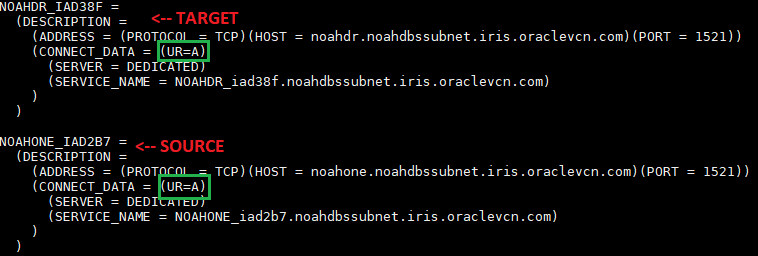 NOAHDR_IAD38F = <-- TARGET
(DESCRIPTION =
(ADDRESS = (PROTOCOL = TCP)(HOST = noahdr.noahdbssubnet.iris.oraclevcn.com)(PORT = 1521))
(CONNECT_DATA = (UR=A)
(SERVER = DEDICATED)
(SERVICE_NAME = NOAHDR_iad38f.noahdbssubnet.iris.oraclevcn.com)
)
)
NOAHONE_IAD2B7 = <-- SOURCE
(DESCRIPTION =
(ADDRESS = (PROTOCOL = TCP)(HOST = noahone.noahdbssubnet.iris.oraclevcn.com)(PORT = 1521))
(CONNECT_DATA = (UR=A)
(SERVER = DEDICATED)
(SERVICE_NAME = NOAHONE_iad2b7.noahdbssubnet.iris.oraclevcn.com)
)
)